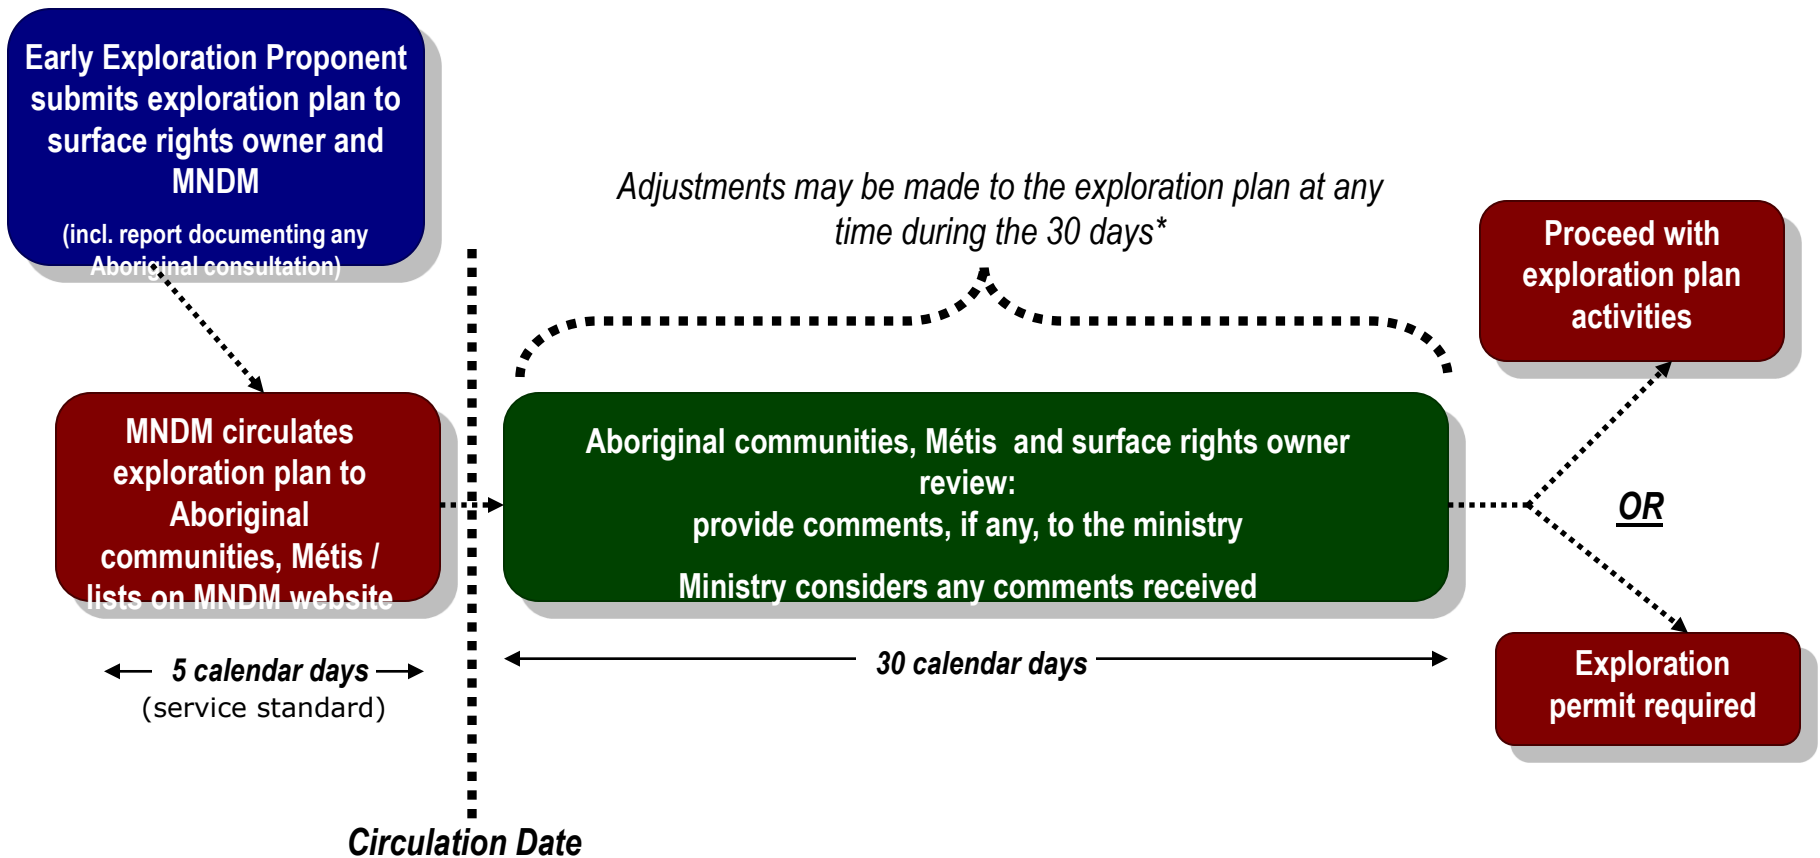 Early Exploration Proponent
submits exploration plan to
surface rights owner and
MNDM
(incl. report documenting any
Aboriginal consultation)
MNDM circulates
exploration plan to
Aboriginal
communities, Métis /
lists on MNDM website
5 calendar days
(service standard)
Circulation Date
Adjustments may be made to the exploration plan at any
time during the 30 days*
Aboriginal communities, Métis and surface rights owner
review:
provide comments, if any, to the ministry
Ministry considers any comments received
30 calendar days
Proceed with
exploration plan
activities
OR
Exploration
permit required